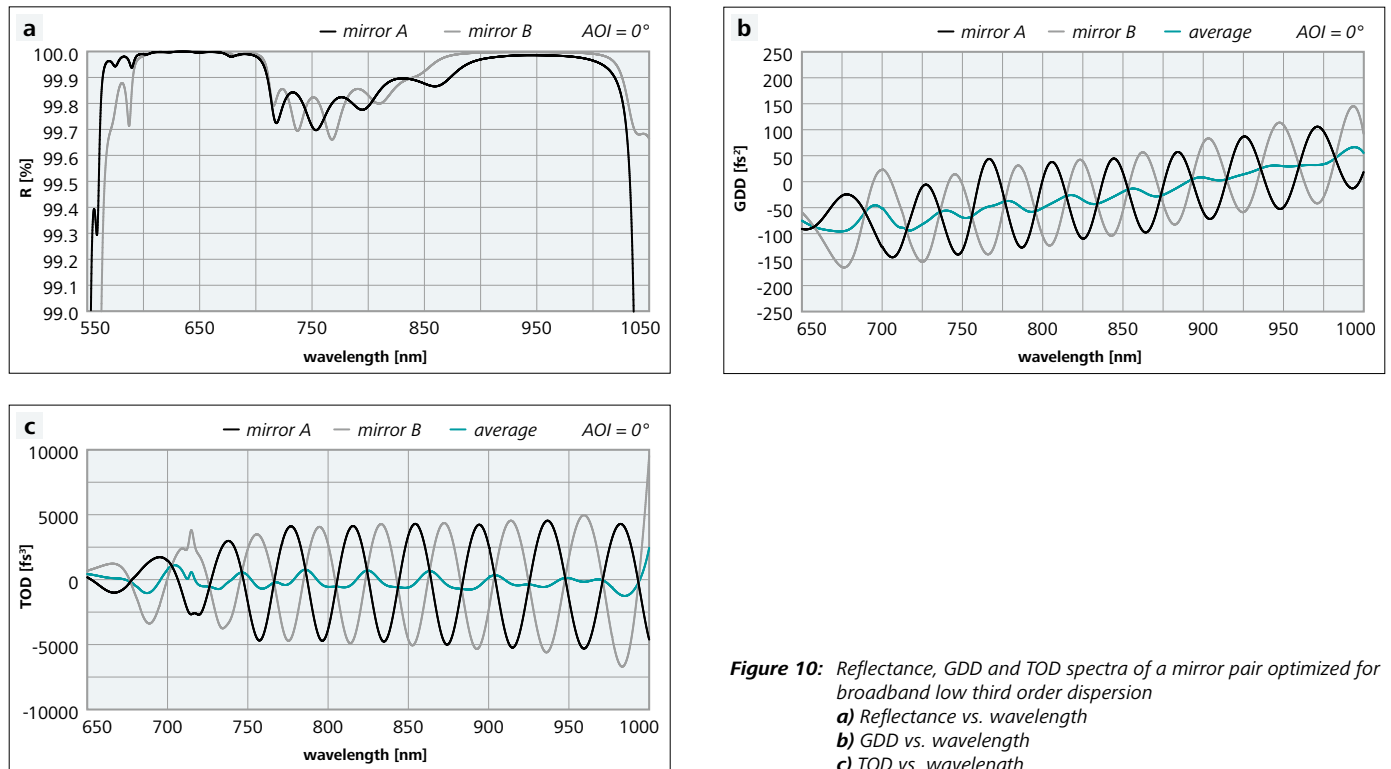 a
mirror A mirror B AOI = 0°
100.0
99.9
99.8
99.7
99.6
99.5
99.4
99.3
99.2
99.1
99.0
R [%]
550 650 750 850 950 1050
wavelength [nm]
b
mirror A mirror B average AOI = 0°
250
200
150
100
50
0
-50
-100
-150
-200
-250
GDD [fs²]
650 700 750 800 850 900 950 1000
wavelength [nm]
c
mirror A mirror B average AOI = 0°
10000
5000
0
-5000
-10000
TOD [fs³]
650 700 750 800 850 900 950 1000
wavelength [nm]
Figure 10: Reflectance, GDD and TOD spectra of a mirror pair optimized for
broadband low third order dispersion
a) Reflectance vs. wavelength
b) GDD vs. wavelength
c) TOD vs. wavelength